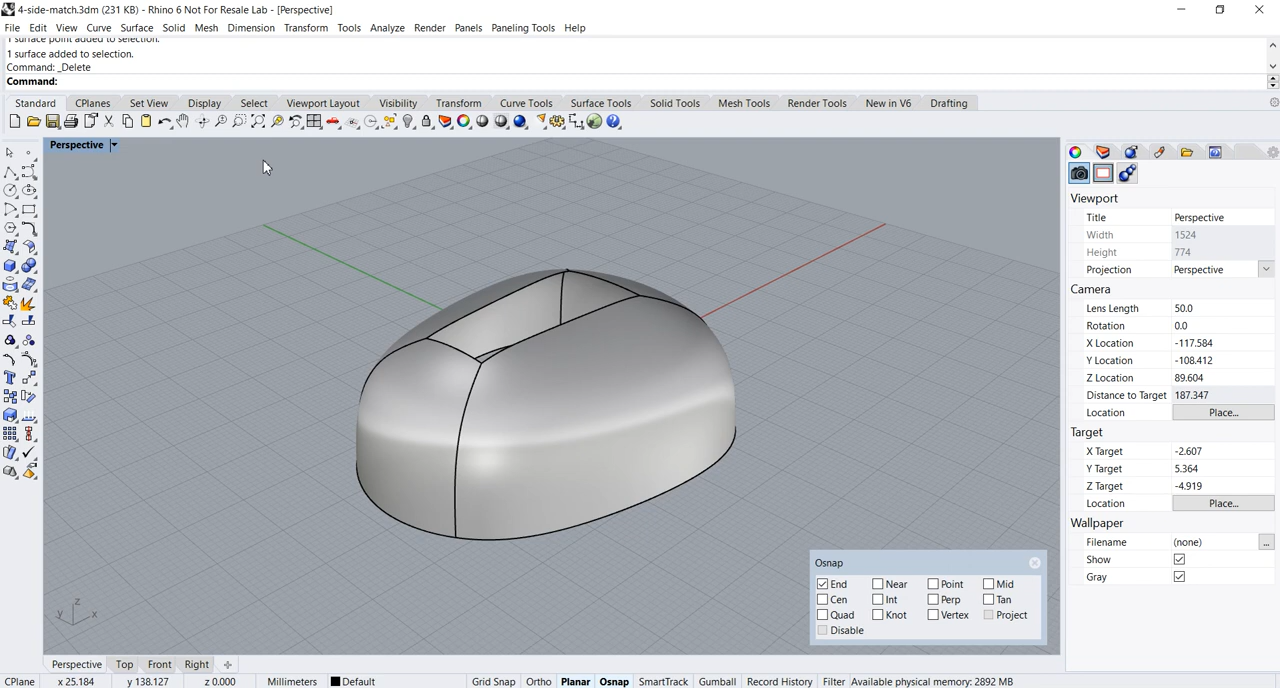 4-side-match.3dm (231 KB) - Rhino 6 Not For Resale Lab - [Perspective]
File Edit View Curve Surface Solid Mesh Dimension Transform Tools Analyze Render Panels Paneling Tools Help
1 surface point added to selection.
1 surface added to selection.
Command: _Delete
Command:
Standard CPlanes Set View Display Select Viewport Layout Visibility Transform Curve Tools Surface Tools Solid Tools Mesh Tools Render Tools New in V6 Drafting
Perspective
Viewport
Title Perspective
Width 1524
Height 774
Projection Perspective
Camera
Lens Length 50.0
Rotation 0.0
X Location -117.584
Y Location -108.412
Z Location 89.604
Distance to Target 187.347
Location Place...
Target
X Target -2.607
Y Target 5.364
Z Target -4.919
Location Place...
Wallpaper
Filename (none) ...
Show
Gray
Osnap
End Near Point Mid
Cen Int Perp Tan
Quad Knot Vertex Project
Disable
z
y x
Perspective Top Front Right
CPlane x 25.184 y 138.127 z 0.000 Millimeters Default Grid Snap Ortho Planar Osnap SmartTrack Gumball Record History Filter Available physical memory: 2892 MB